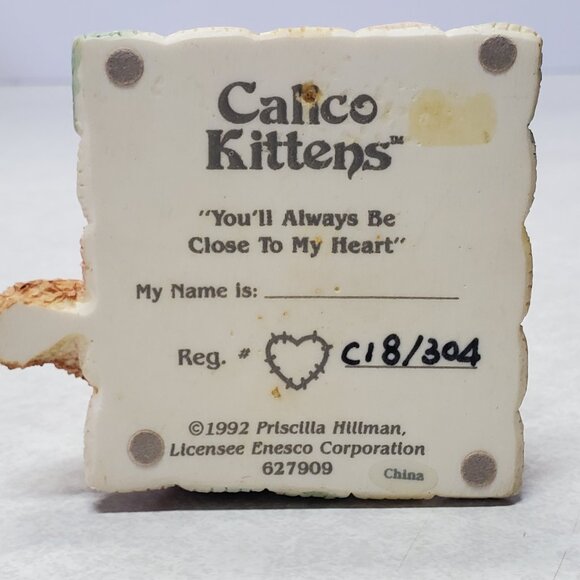 Calico
Kittens™
"You'll Always Be
Close To My Heart"
My Name is:
Reg. # C18/304
©1992 Priscilla Hillman,
Licensee Enesco Corporation
627909
China